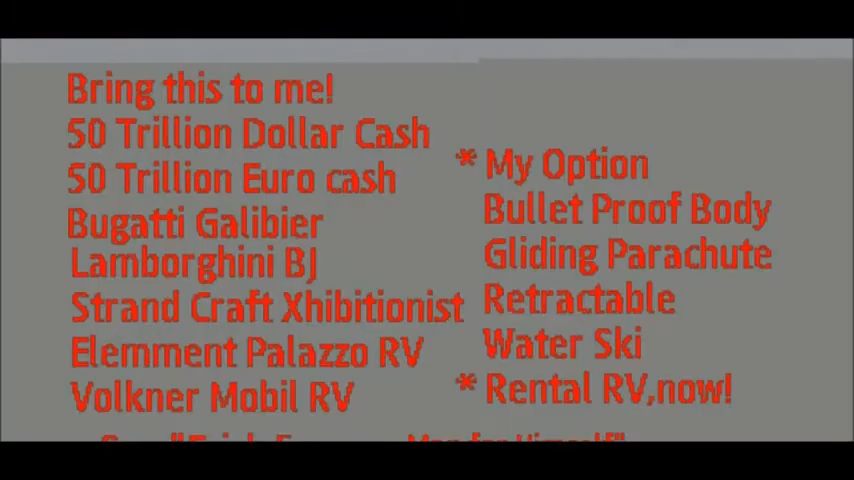 Bring this to me!
50 Trillion Dollar Cash
50 Trillion Euro cash
Bugatti Galibier
Lamborghini BJ
Strand Craft Xhibitionist
Elemment Palazzo RV
Volkner Mobil RV
* My Option
Bullet Proof Body
Gliding Parachute
Retractable
Water Ski
* Rental RV,now!